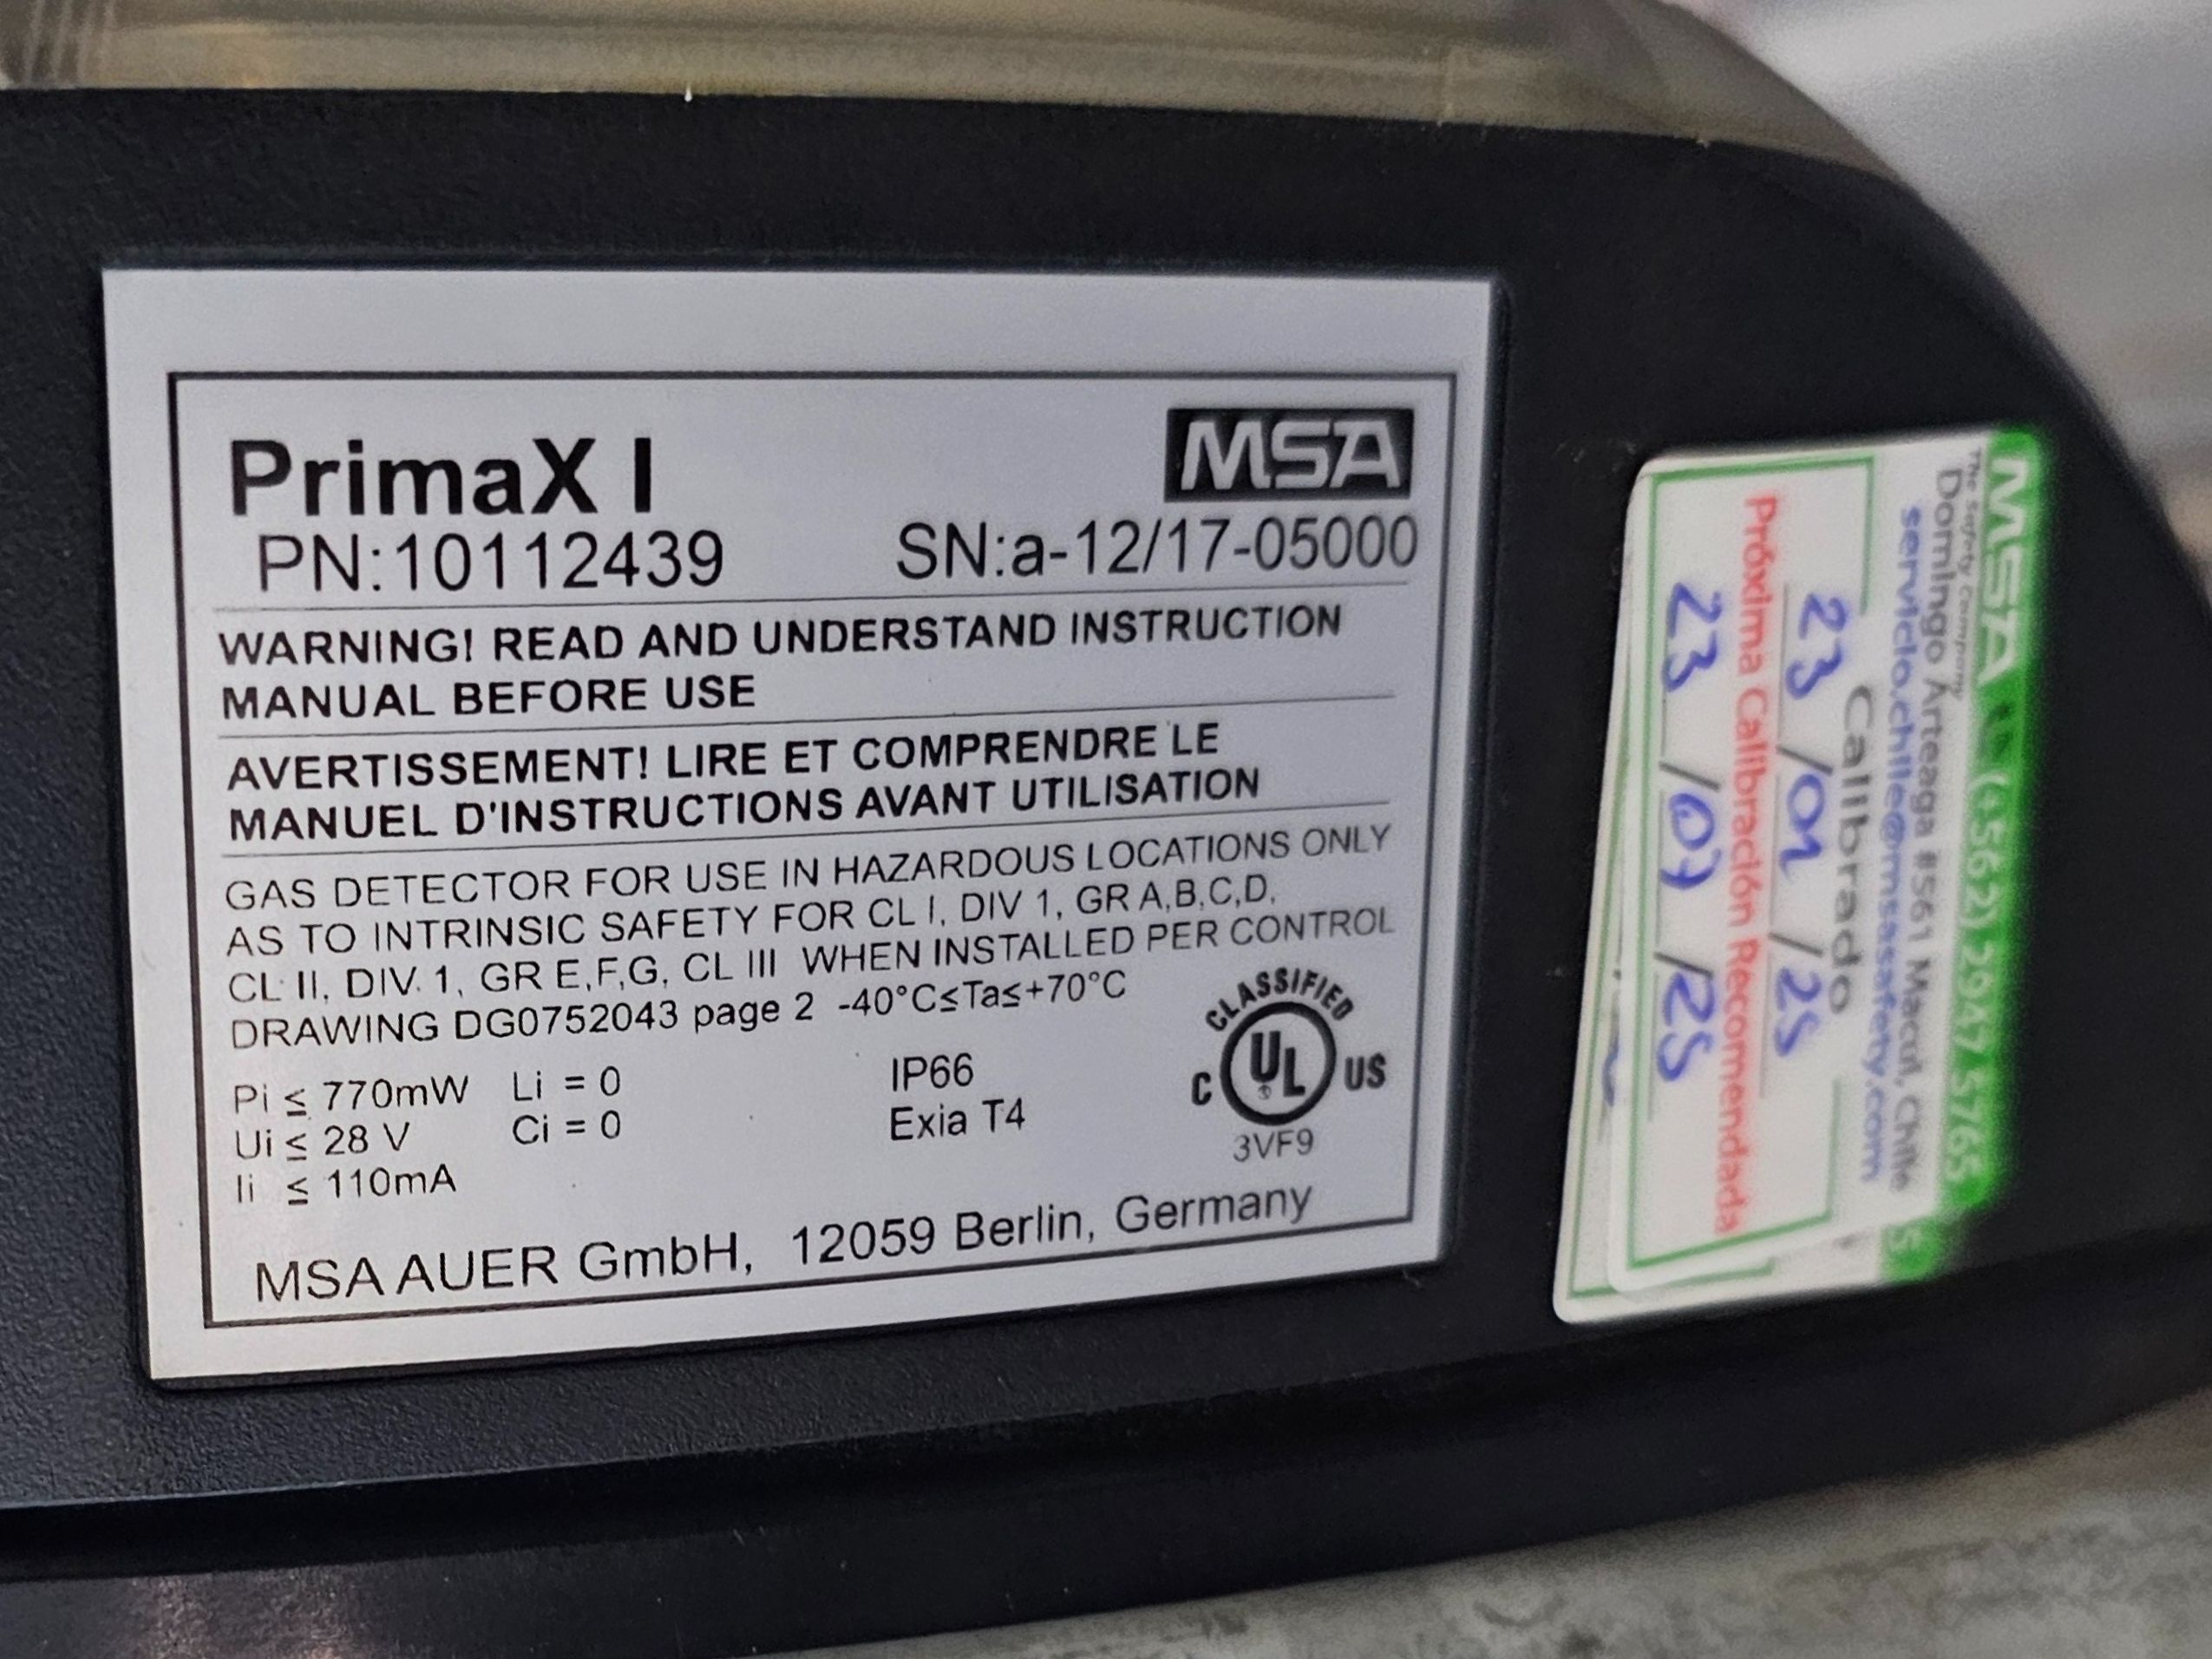 PrimaX I
MSA
PN:10112439
SN:a-12/17-05000
WARNING! READ AND UNDERSTAND INSTRUCTION
MANUAL BEFORE USE
AVERTISSEMENT! LIRE ET COMPRENDRE LE
MANUEL D'INSTRUCTIONS AVANT UTILISATION
GAS DETECTOR FOR USE IN HAZARDOUS LOCATIONS ONLY
AS TO INTRINSIC SAFETY FOR CL I, DIV 1, GR A,B,C,D,
CL II, DIV. 1, GR E,F,G, CL III WHEN INSTALLED PER CONTROL
DRAWING DG0752043 page 2 -40°C≤Ta≤+70°C
Pi ≤ 770mW Li = 0
Ui ≤ 28 V Ci = 0
Ii ≤ 110mA
IP66
Exia T4
CLASSIFIED
C UL ® US
3VF9
MSA AUER GmbH, 12059 Berlin, Germany
MSA (+562) 2947 5765
The Safety Company
Domingo Arteaga #561 Macul, Chile
servicio.chile@msasafety.com
Calibrado
23 /01 /25
Próxima Calibración Recomendada
23 /07 /25